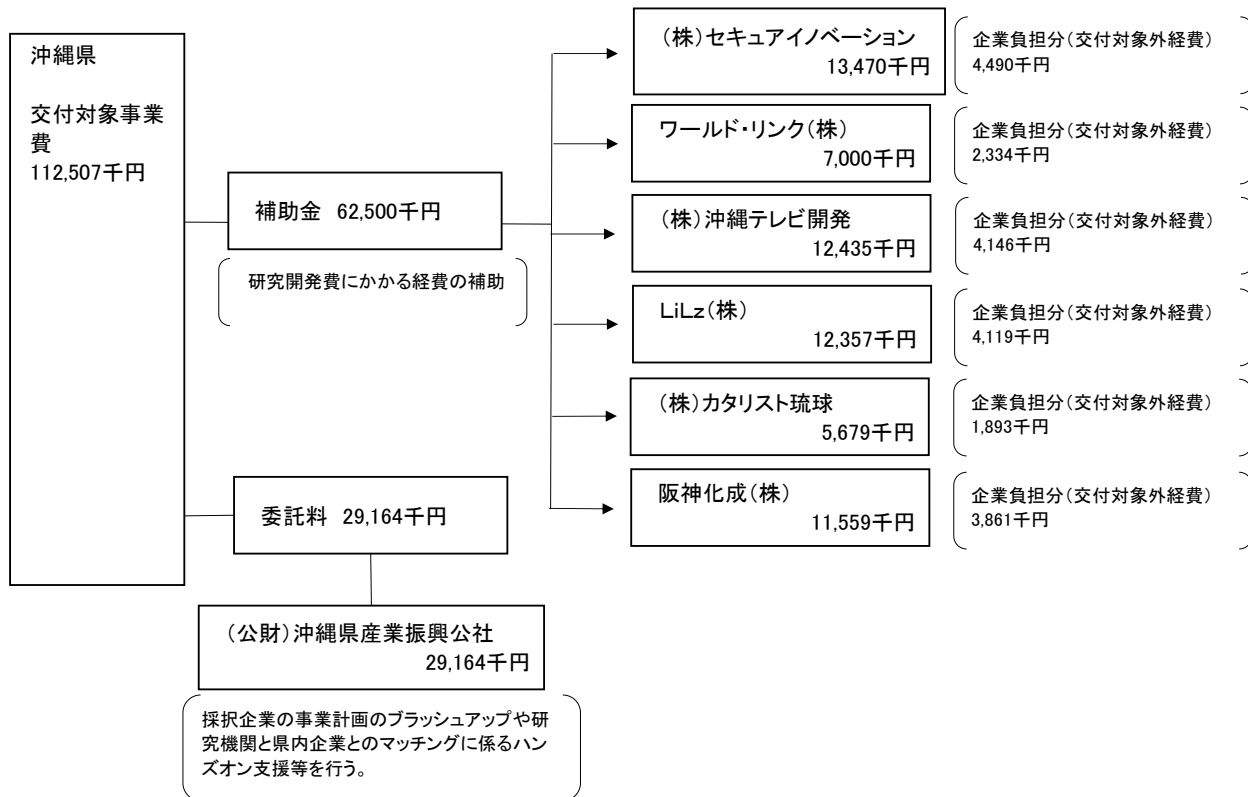 沖縄県
交付対象事業
費
112,507千円
補助金 62,500千円
研究開発費にかかる経費の補助
(株)セキュアイノベーション
13,470千円
企業負担分(交付対象外経費)
4,490千円
ワールド・リンク(株)
7,000千円
企業負担分(交付対象外経費)
2,334千円
(株)沖縄テレビ開発
12,435千円
企業負担分(交付対象外経費)
4,146千円
LiLz(株)
12,357千円
企業負担分(交付対象外経費)
4,119千円
(株)カタリスト琉球
5,679千円
企業負担分(交付対象外経費)
1,893千円
阪神化成(株)
11,559千円
企業負担分(交付対象外経費)
3,861千円
委託料 29,164千円
(公財)沖縄県産業振興公社
29,164千円
採択企業の事業計画のブラッシュアップや研
究機関と県内企業とのマッチングに係るハン
ズオン支援等を行う。